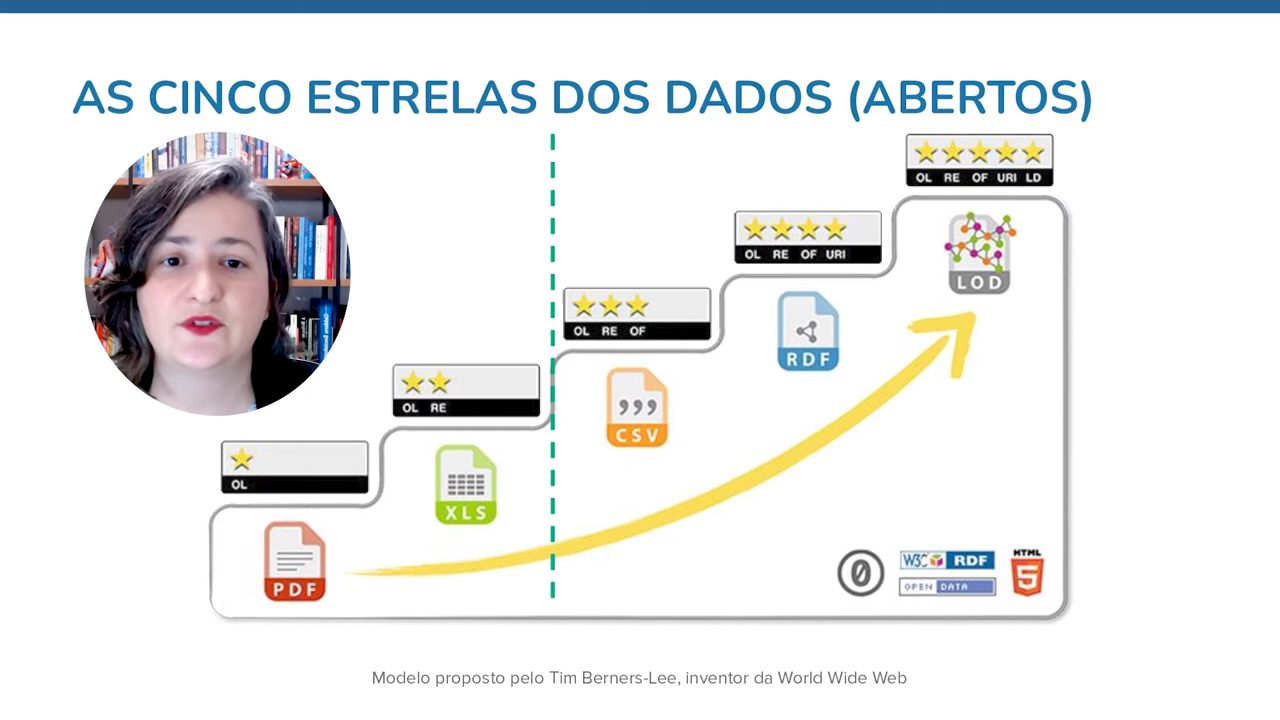 AS CINCO ESTRELAS DOS DADOS (ABERTOS)
OL RE OF URI LD
OL RE OF URI
LOD
OL RE OF
RDF
OL RE
CSV
OL
XLS
PDF
W3C RDF
OPEN DATA
HTML
5
0
Modelo proposto pelo Tim Berners-Lee, inventor da World Wide Web